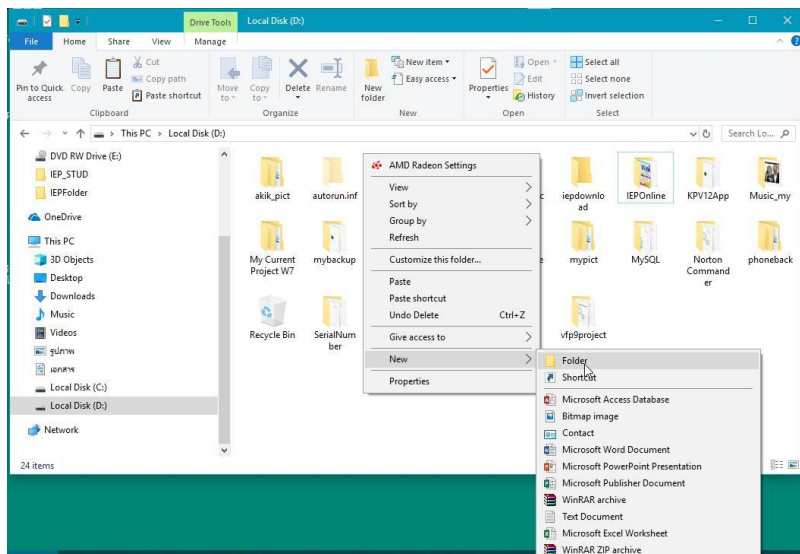 Drive Tools
Local Disk (D:)
File
Home
Share
View
Manage
Pin to Quick access
Copy
Paste
Cut
Copy path
Paste shortcut
Clipboard
Move to
Copy to
Delete
Rename
Organize
New folder
New item
Easy access
New
Properties
Open
Edit
History
Open
Select all
Select none
Invert selection
Select
This PC > Local Disk (D:)
Search Lo...
DVD RW Drive (E:)
IEP_STUD
IEPFolder
OneDrive
This PC
3D Objects
Desktop
Downloads
Music
Videos
รูปภาพ
เอกสาร
Local Disk (C:)
Local Disk (D:)
Network
24 items
akik_pict
autorun.inf
iepdownlo
ad
IEPOnline
KPV12App
Music_my
My Current
Project W7
mybackup
mypict
MySQL
Norton
Command
er
phoneback
Recycle Bin
SerialNum
ber
vfp9project
AMD Radeon Settings
View
Sort by
Group by
Refresh
Customize this folder...
Paste
Paste shortcut
Undo Delete Ctrl+Z
Give access to
New
Properties
Folder
Shortcut
Microsoft Access Database
Bitmap image
Contact
Microsoft Word Document
Microsoft PowerPoint Presentation
Microsoft Publisher Document
WinRAR archive
Text Document
Microsoft Excel Worksheet
WinRAR ZIP archive